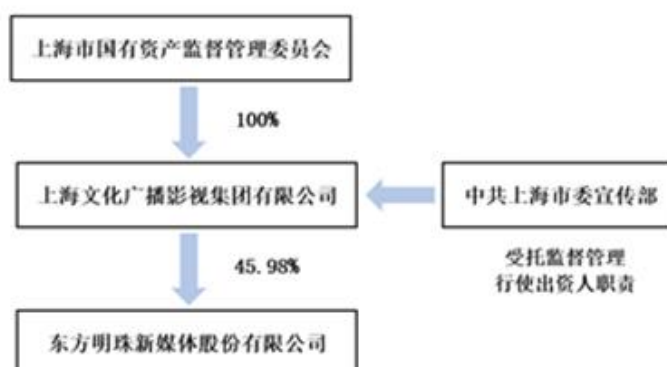 上海市国有资产监督管理委员会
100%
上海文化广播影视集团有限公司
中共上海市委宣传部
受托监督管理
行使出资人职责
45.98%
东方明珠新媒体股份有限公司